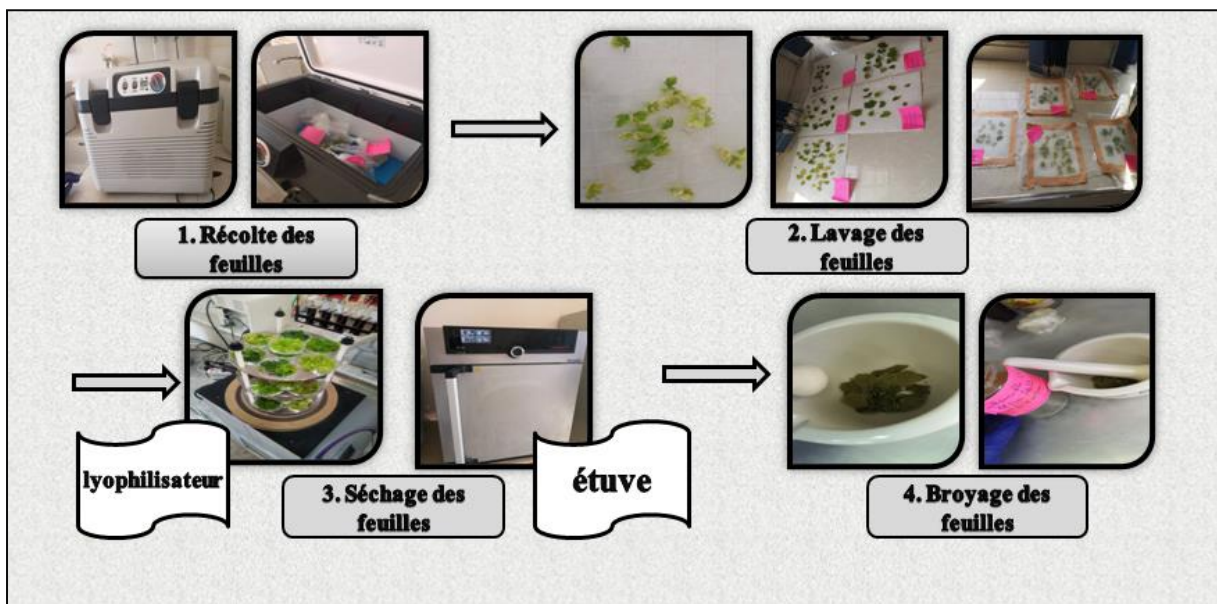 1. Récolte des
feuilles
2. Lavage des
feuilles
lyophilisateur
3. Séchage des
feuilles
étuve
4. Broyage des
feuilles